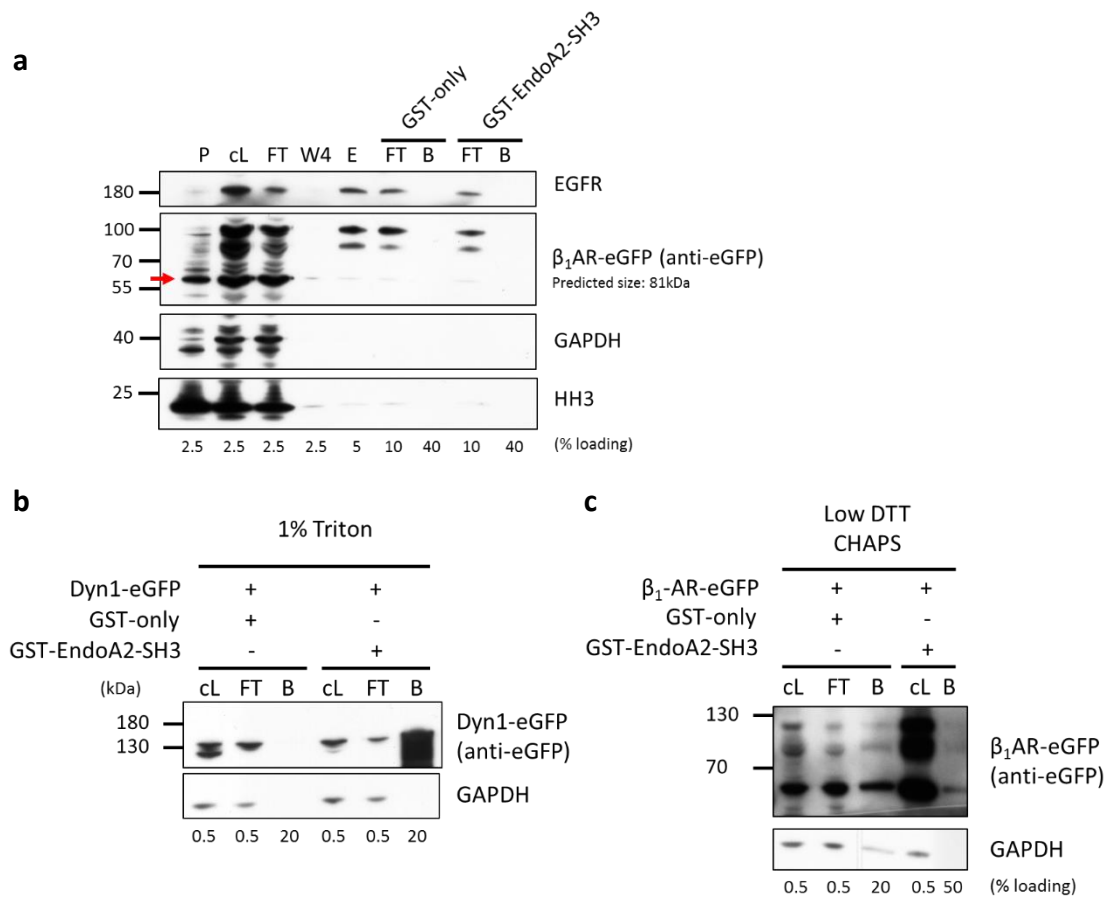 a
GST-only
GST-EndoA2-SH3
P cL FT W4 E FT B FT B
180
EGFR
100
70
55
β₁AR-eGFP (anti-eGFP)
Predicted size: 81kDa
40
GAPDH
25
HH3
2.5 2.5 2.5 2.5 5 10 40 10 40 (% loading)
b
1% Triton
Dyn1-eGFP + +
GST-only + -
GST-EndoA2-SH3 - +
(kDa) cL FT B cL FT B
180
130
Dyn1-eGFP
(anti-eGFP)
GAPDH
0.5 0.5 20 0.5 0.5 20
c
Low DTT
CHAPS
β₁-AR-eGFP + +
GST-only + -
GST-EndoA2-SH3 - +
cL FT B cL B
130
70
β₁AR-eGFP
(anti-eGFP)
GAPDH
0.5 0.5 20 0.5 50 (% loading)